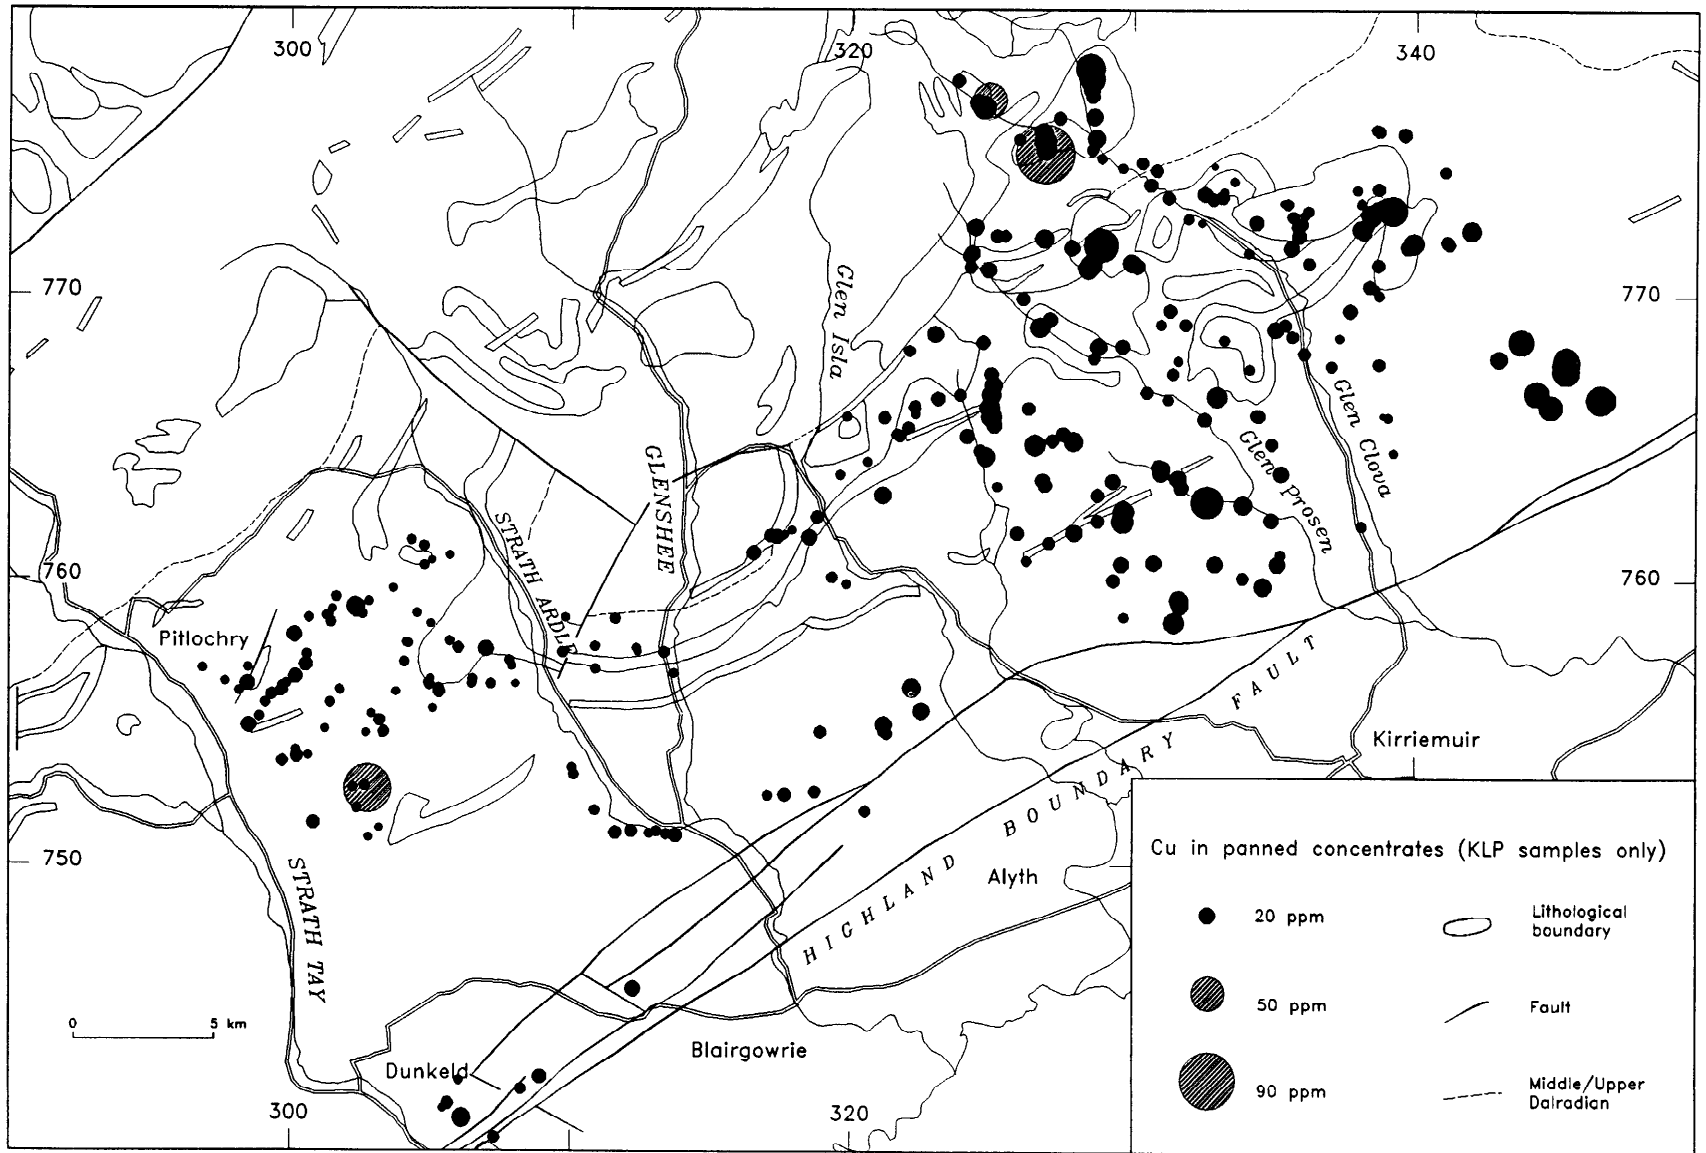 300
320
340
770
770
Glen Isla
Glen Clova
Glen Prosen
GLENSHEE
STRATH ARDLE
760
760
Pitlochry
Kirriemuir
750
STRATH TAY
HIGHLAND BOUNDARY FAULT
Alyth
0 5 km
Blairgowrie
Dunkeld
300
320
Cu in panned concentrates (KLP samples only)
20 ppm
50 ppm
90 ppm
Lithological
boundary
Fault
Middle/Upper
Dalradian